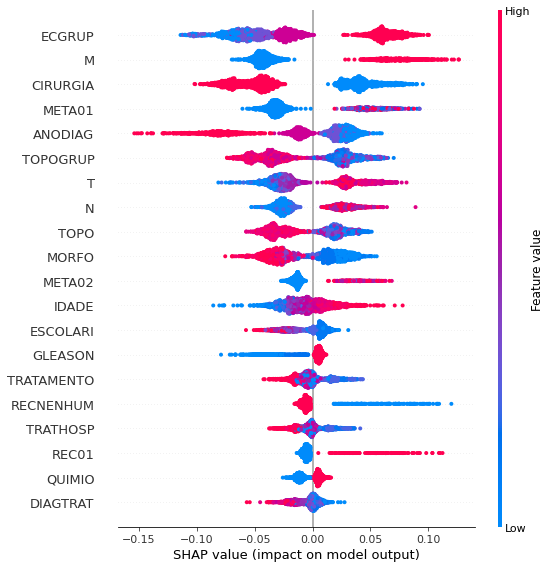 High
ECGRUP
M
CIRURGIA
META01
ANODIAG
TOPOGRUP
T
N
TOPO
MORFO
META02
IDADE
ESCOLARI
GLEASON
TRATAMENTO
RECNENHUM
TRATHOSP
REC01
QUIMIO
DIAGTRAT
Feature value
Low
−0.15 −0.10 −0.05 0.00 0.05 0.10
SHAP value (impact on model output)